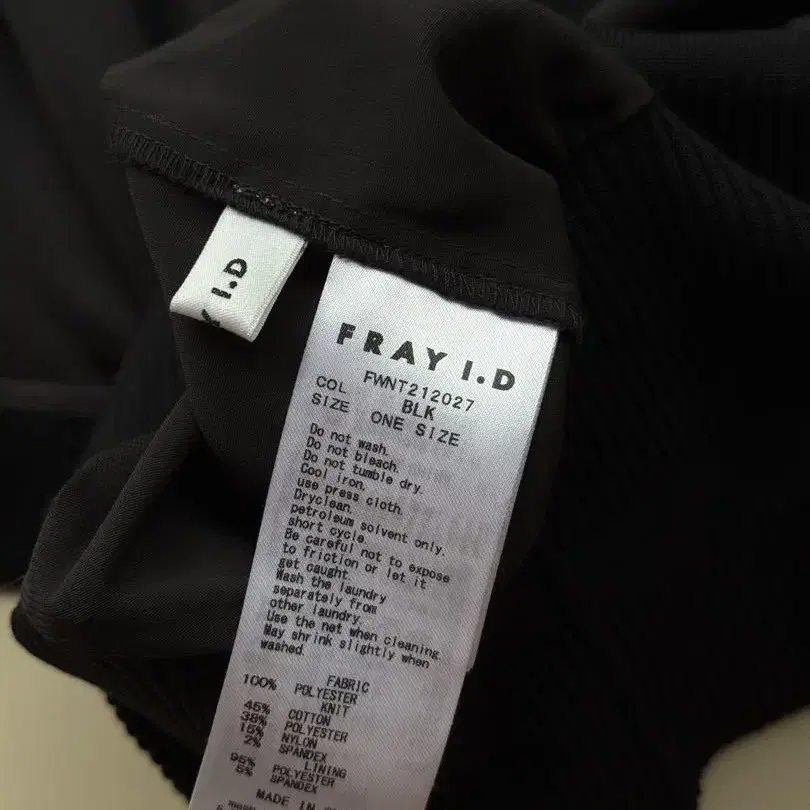 I.D
FRAY I.D
FWNT212027
COL BLK
SIZE ONE SIZE
Do not wash.
Do not bleach.
Do not tumble dry.
Cool iron,
use press cloth.
Dryclean,
petroleum solvent only.
short cycle.
Be careful not to expose
to friction or let it
get caught.
Wash the laundry
separately from
other laundry.
Use the net when cleaning.
May shrink slightly when
washed.
FABRIC
100% POLYESTER
KNIT
45% COTTON
38% POLYESTER
15% NYLON
2% SPANDEX
LINING
95% POLYESTER
5% SPANDEX
MADE IN